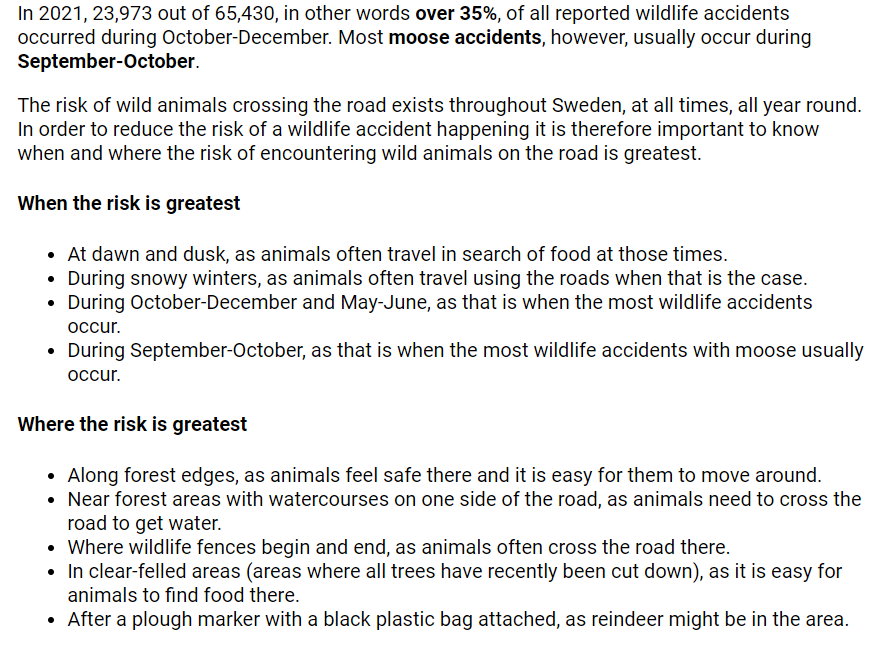 In 2021, 23,973 out of 65,430, in other words over 35%, of all reported wildlife accidents
occurred during October-December. Most moose accidents, however, usually occur during
September-October.
The risk of wild animals crossing the road exists throughout Sweden, at all times, all year round.
In order to reduce the risk of a wildlife accident happening it is therefore important to know
when and where the risk of encountering wild animals on the road is greatest.
When the risk is greatest
• At dawn and dusk, as animals often travel in search of food at those times.
• During snowy winters, as animals often travel using the roads when that is the case.
• During October-December and May-June, as that is when the most wildlife accidents
occur.
• During September-October, as that is when the most wildlife accidents with moose usually
occur.
Where the risk is greatest
• Along forest edges, as animals feel safe there and it is easy for them to move around.
• Near forest areas with watercourses on one side of the road, as animals need to cross the
road to get water.
• Where wildlife fences begin and end, as animals often cross the road there.
• In clear-felled areas (areas where all trees have recently been cut down), as it is easy for
animals to find food there.
• After a plough marker with a black plastic bag attached, as reindeer might be in the area.